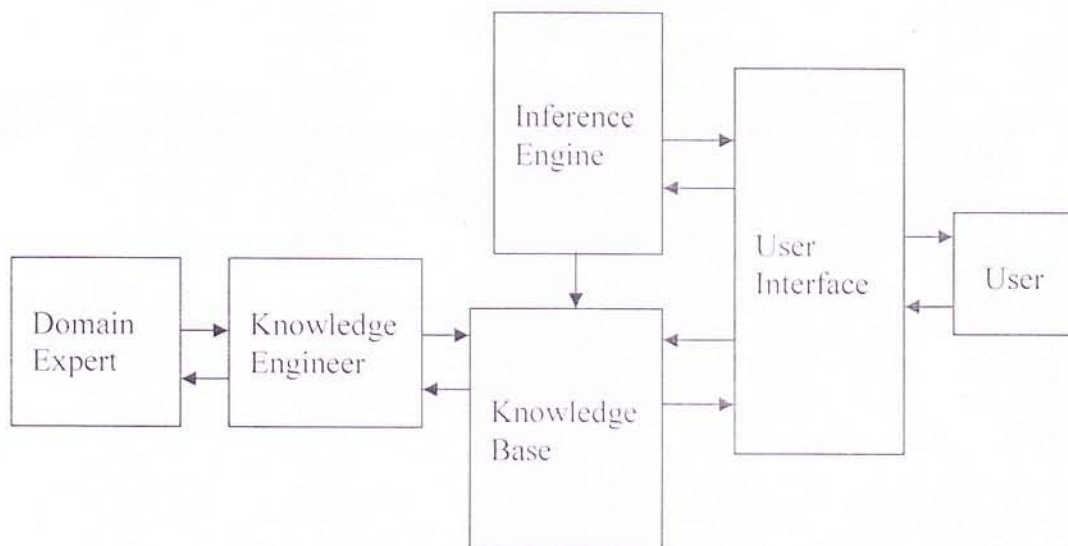 Inference
Engine
User
Interface
User
Domain
Expert
Knowledge
Engineer
Knowledge
Base